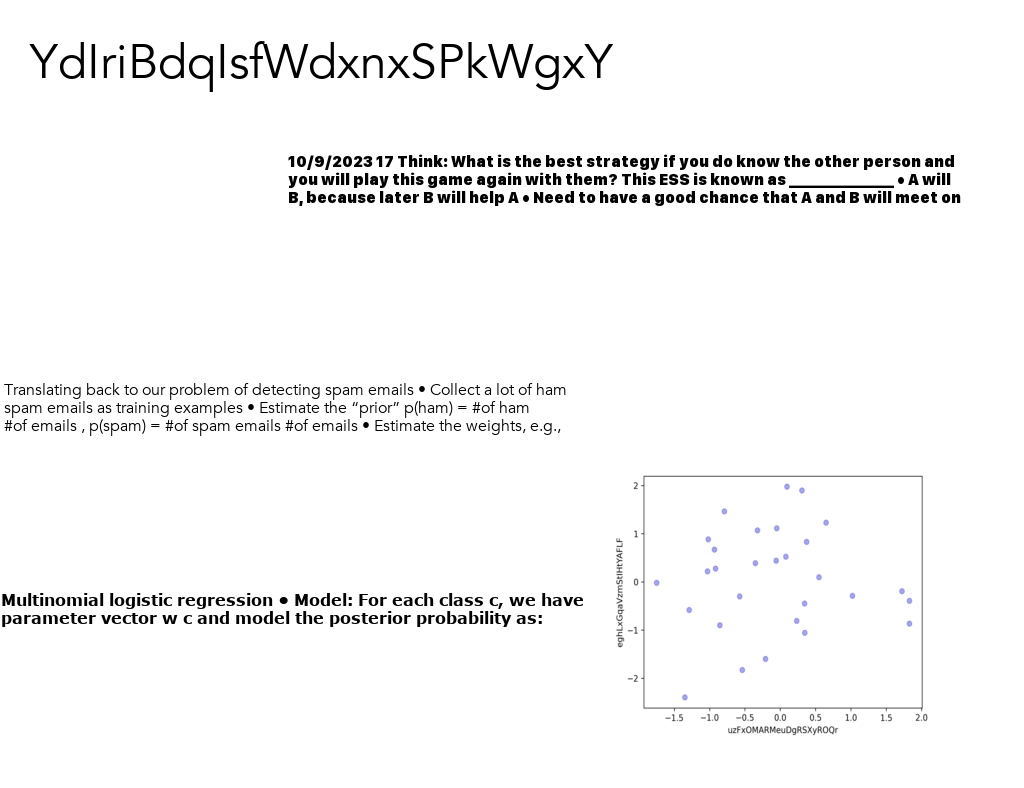 YdIriBdqIsfWdxnxSPkWgxY
10/9/2023 17 Think: What is the best strategy if you do know the other person and
you will play this game again with them? This ESS is known as _____________ • A will
B, because later B will help A • Need to have a good chance that A and B will meet on
Translating back to our problem of detecting spam emails • Collect a lot of ham
spam emails as training examples • Estimate the “prior” p(ham) = #of ham
#of emails , p(spam) = #of spam emails #of emails • Estimate the weights, e.g.,
Multinomial logistic regression • Model: For each class c, we have
parameter vector w c and model the posterior probability as:
2
1
0
−1
−2
eghLxGqaVzmStIHtYAFLF
−1.5 −1.0 −0.5 0.0 0.5 1.0 1.5 2.0
uzFxOMARMeuDgRSXyROQr